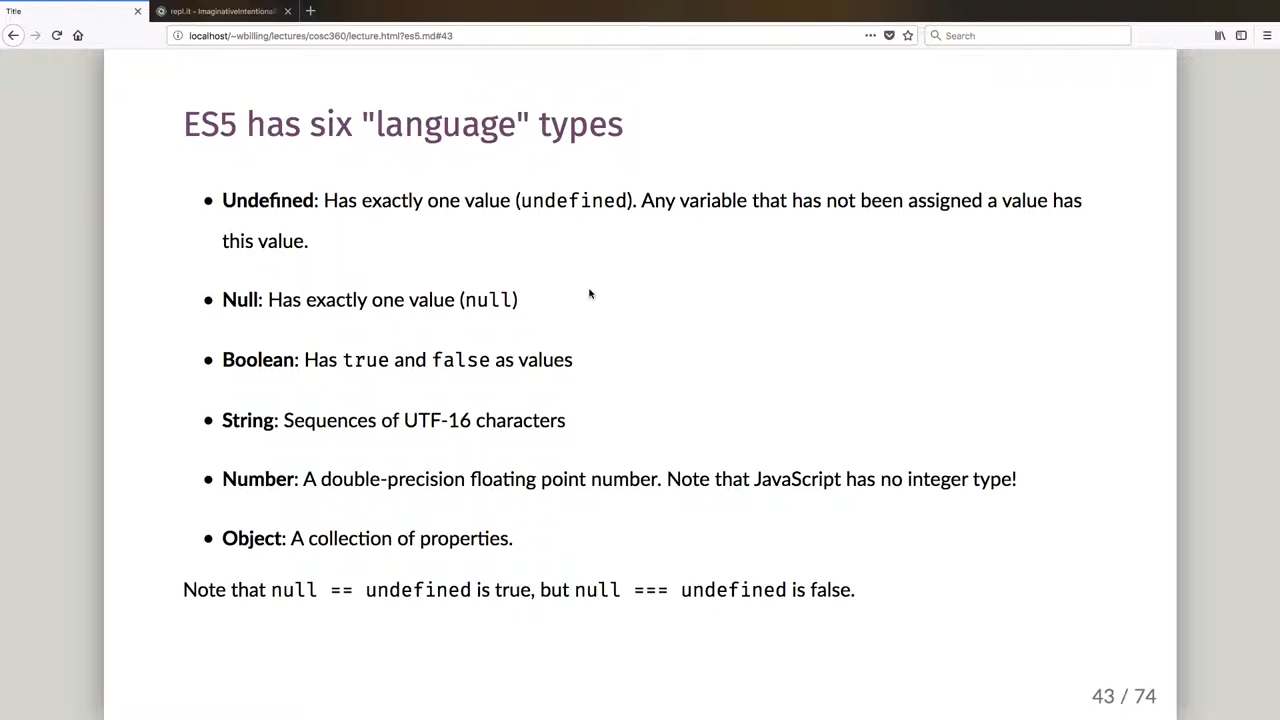 Title
repl.it - ImaginativeIntentional
localhost/~wbilling/lectures/cosc360/lecture.html?es5.md#43
Search
ES5 has six "language" types
• Undefined: Has exactly one value (undefined). Any variable that has not been assigned a value has
this value.
• Null: Has exactly one value (null)
• Boolean: Has true and false as values
• String: Sequences of UTF-16 characters
• Number: A double-precision floating point number. Note that JavaScript has no integer type!
• Object: A collection of properties.
Note that null == undefined is true, but null === undefined is false.
43 / 74